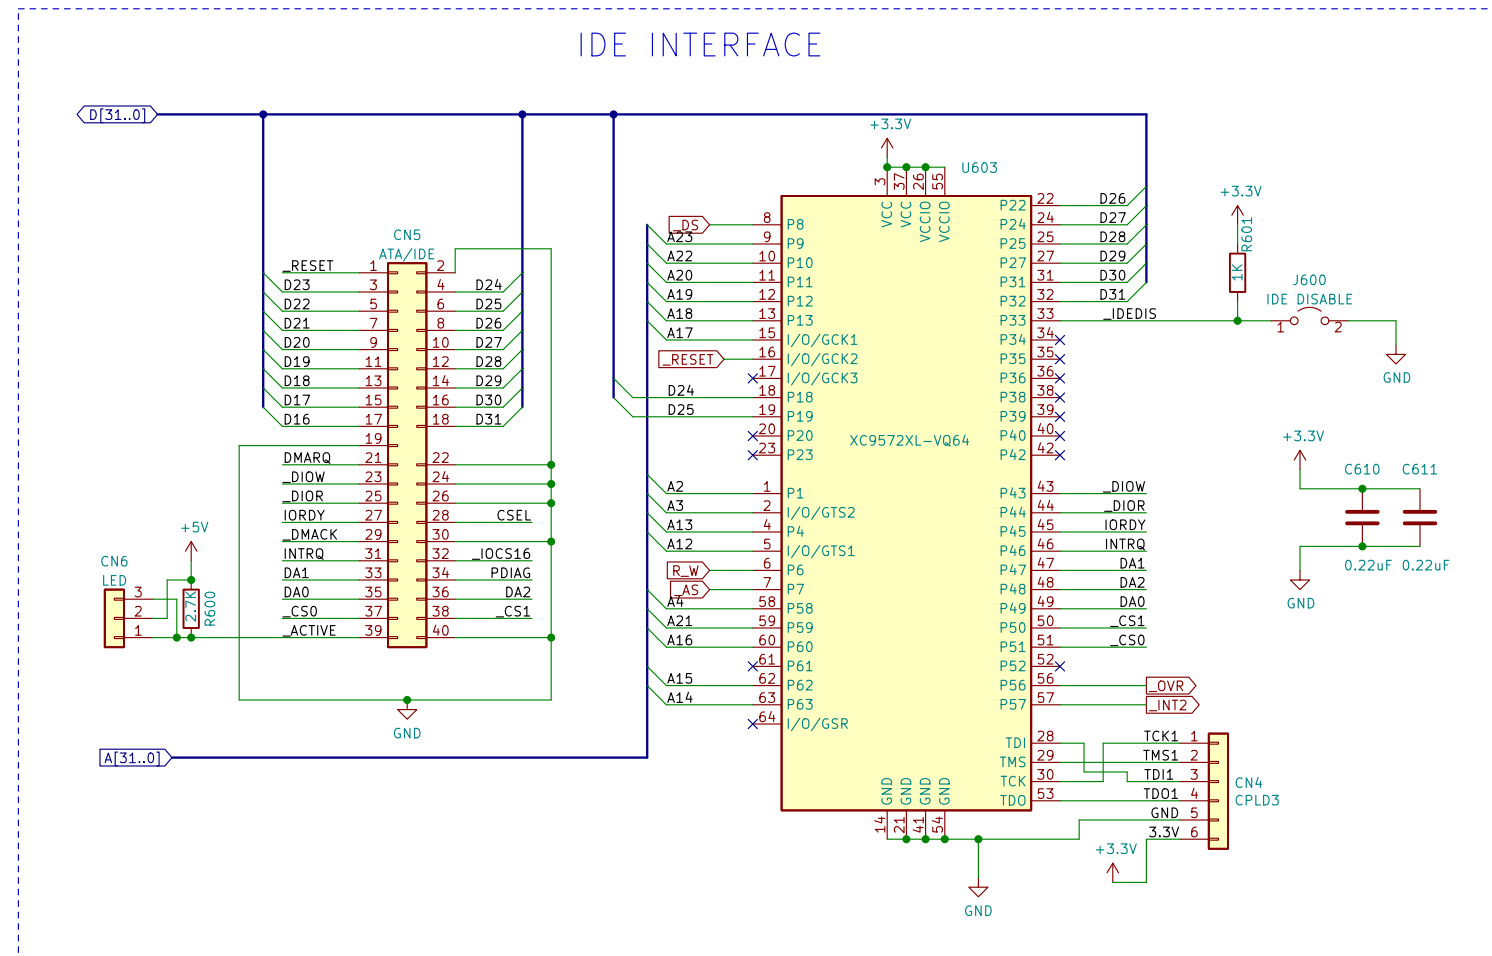 IDE INTERFACE
D[31..0]
+3.3V
U603
3 37 26 55
VCC VCC VCCIO VCCIO
_DS 8 P8
A23 9 P9
A22 10 P10
A20 11 P11
A19 12 P12
A18 13 P13
A17 15 I/O/GCK1
_RESET 16 I/O/GCK2
17 I/O/GCK3
D24 18 P18
D25 19 P19
20 P20
23 P23
XC9572XL-VQ64
A2 1 P1
A3 2 I/O/GTS2
A13 4 P4
A12 5 I/O/GTS1
R_W 6 P6
_AS 7 P7
A4 58 P58
A21 59 P59
A16 60 P60
61 P61
A15 62 P62
A14 63 P63
64 I/O/GSR
P22 22 D26
P24 24 D27
P25 25 D28
P27 27 D29
P31 31 D30
P32 32 D31
P33 33 _IDEDIS
P34 34
P35 35
P36 36
P38 38
P39 39
P40 40
P42 42
P43 43 _DIOW
P44 44 _DIOR
P45 45 IORDY
P46 46 INTRQ
P47 47 DA1
P48 48 DA2
P49 49 DA0
P50 50 _CS1
P51 51 _CS0
P52 52
P56 56 _OVR
P57 57 _INT2
TDI 28
TMS 29
TCK 30
TDO 53
GND GND GND GND
14 21 41 54
GND
CN5
ATA/IDE
_RESET 1 2
D23 3 4 D24
D22 5 6 D25
D21 7 8 D26
D20 9 10 D27
D19 11 12 D28
D18 13 14 D29
D17 15 16 D30
D16 17 18 D31
19
DMARQ 21 22
_DIOW 23 24
_DIOR 25 26
IORDY 27 28 CSEL
_DMACK 29 30
INTRQ 31 32 _IOCS16
DA1 33 34 PDIAG
DA0 35 36 DA2
_CS0 37 38 _CS1
_ACTIVE 39 40
GND
+5V
2.7K
R600
CN6
LED
3
2
1
A[31..0]
+3.3V
R601
1K
J600
IDE DISABLE
1 2
GND
+3.3V
C610 C611
0.22uF 0.22uF
GND
TCK1 1
TMS1 2
TDI1 3
TDO1 4
GND 5
3.3V 6
CN4
CPLD3
+3.3V